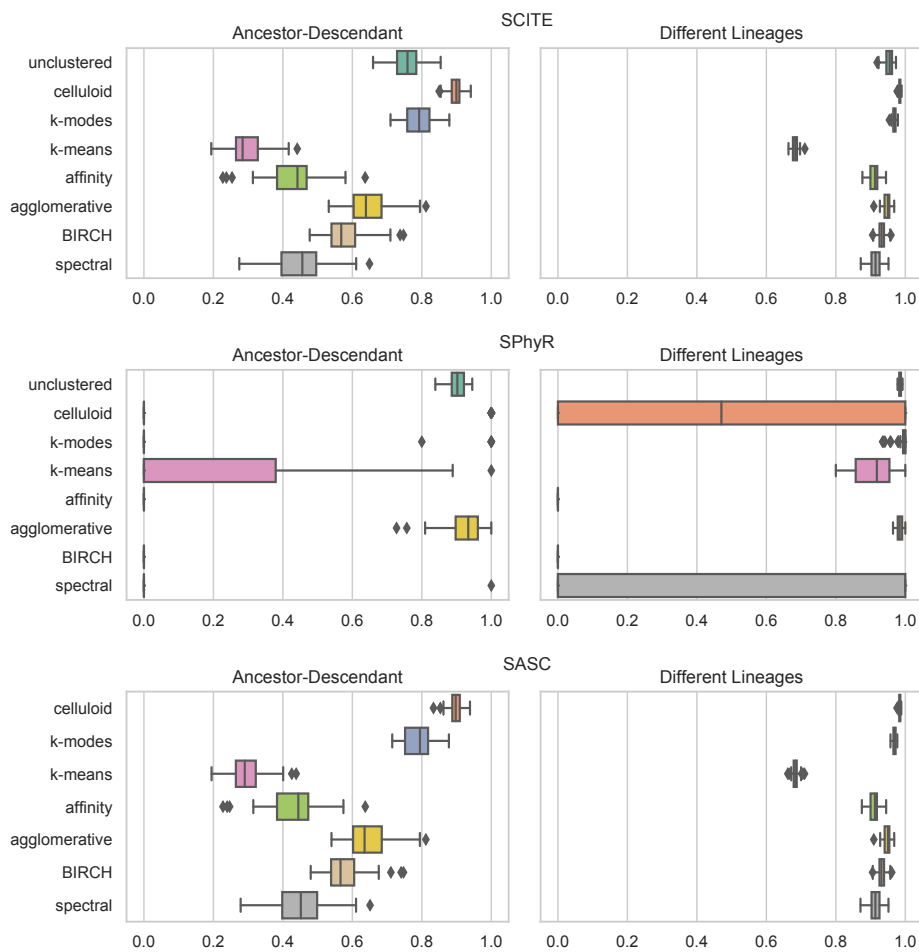 SCITE
Ancestor-Descendant Different Lineages
unclustered
celluloid
k-modes
k-means
affinity
agglomerative
BIRCH
spectral
0.0 0.2 0.4 0.6 0.8 1.0 0.0 0.2 0.4 0.6 0.8 1.0
SPhyR
Ancestor-Descendant Different Lineages
unclustered
celluloid
k-modes
k-means
affinity
agglomerative
BIRCH
spectral
0.0 0.2 0.4 0.6 0.8 1.0 0.0 0.2 0.4 0.6 0.8 1.0
SASC
Ancestor-Descendant Different Lineages
celluloid
k-modes
k-means
affinity
agglomerative
BIRCH
spectral
0.0 0.2 0.4 0.6 0.8 1.0 0.0 0.2 0.4 0.6 0.8 1.0